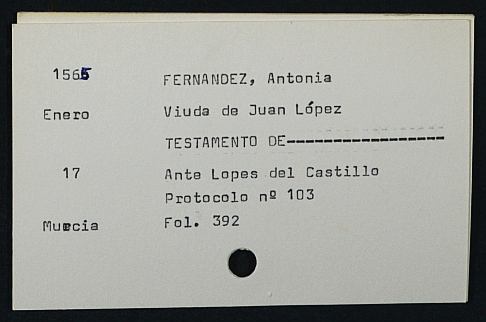 1565
FERNANDEZ, Antonia
Enero
Viuda de Juan López
TESTAMENTO DE-----------------
17
Ante Lopes del Castillo
Protocolo nº 103
Murcia
Fol. 392